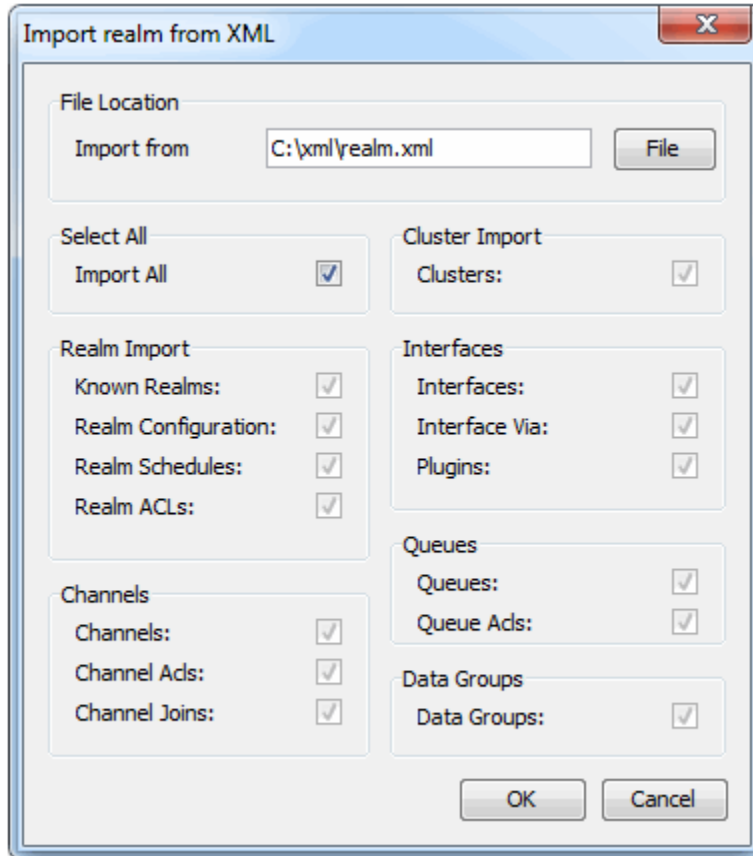 Import realm from XML
File Location
Import from C:\xml\realm.xml File
Select All
Import All
Cluster Import
Clusters:
Realm Import
Known Realms:
Realm Configuration:
Realm Schedules:
Realm ACLs:
Interfaces
Interfaces:
Interface Via:
Plugins:
Channels
Channels:
Channel Acls:
Channel Joins:
Queues
Queues:
Queue Acls:
Data Groups
Data Groups:
OK Cancel